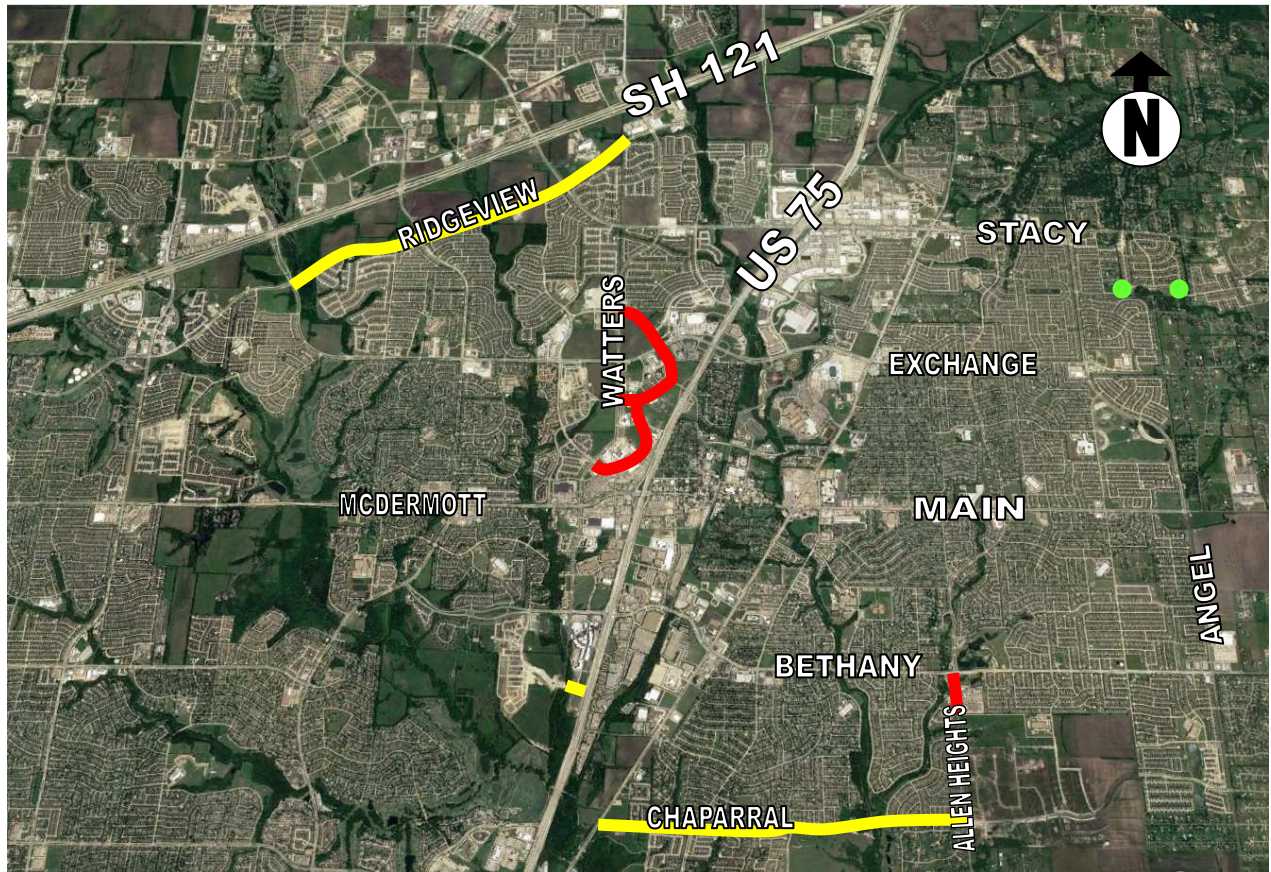 SH 121
N
RIDGEVIEW
US 75
STACY
WATTERS
EXCHANGE
MCDERMOTT
MAIN
ANGEL
BETHANY
ALLEN HEIGHTS
CHAPARRAL